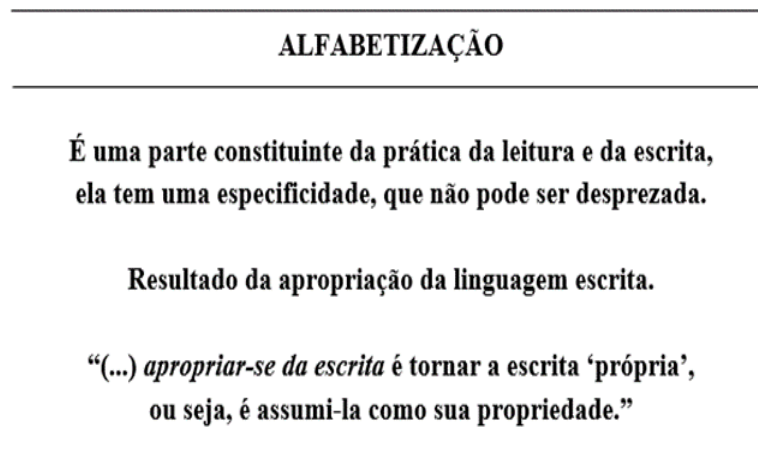 ALFABETIZAÇÃO
É uma parte constituinte da prática da leitura e da escrita,
ela tem uma especificidade, que não pode ser desprezada.
Resultado da apropriação da linguagem escrita.
“(...) apropriar-se da escrita é tornar a escrita ‘própria’,
ou seja, é assumi-la como sua propriedade.”